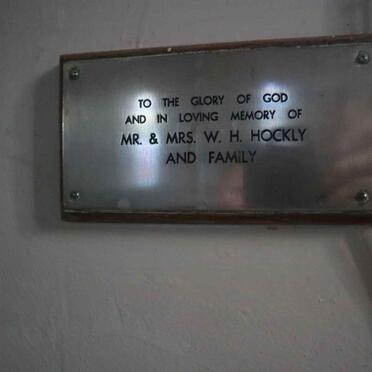 TO THE GLORY OF GOD
AND IN LOVING MEMORY OF
MR. & MRS. W. H. HOCKLY
AND FAMILY